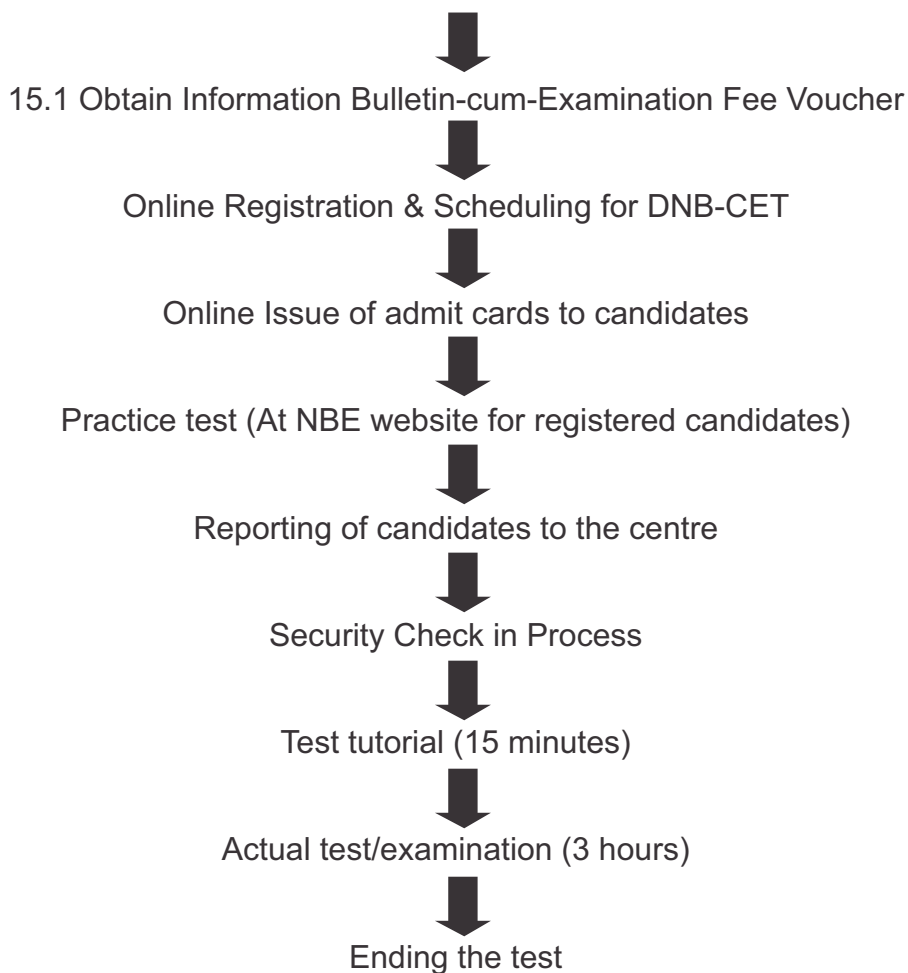 15.1 Obtain Information Bulletin-cum-Examination Fee Voucher
Online Registration & Scheduling for DNB-CET
Online Issue of admit cards to candidates
Practice test (At NBE website for registered candidates)
Reporting of candidates to the centre
Security Check in Process
Test tutorial (15 minutes)
Actual test/examination (3 hours)
Ending the test